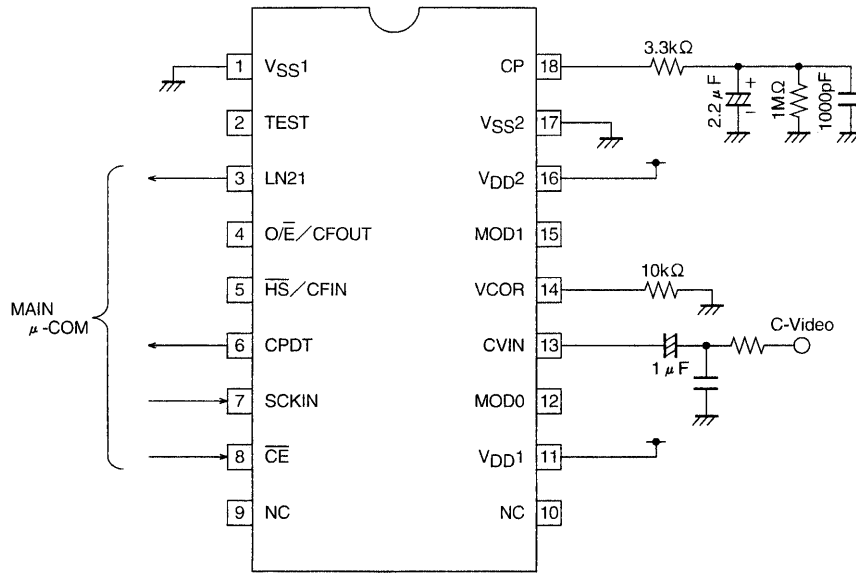 1 VSS1
2 TEST
3 LN21
4 O/E̅／CFOUT
5 H̅S̅／CFIN
6 CPDT
7 SCKIN
8 C̅E̅
9 NC
MAIN
μ-COM
CP 18
VSS2 17
VDD2 16
MOD1 15
VCOR 14
CVIN 13
MOD0 12
VDD1 11
NC 10
3.3kΩ
2.2μF
+
−
1MΩ
1000pF
10kΩ
C-Video
1μF